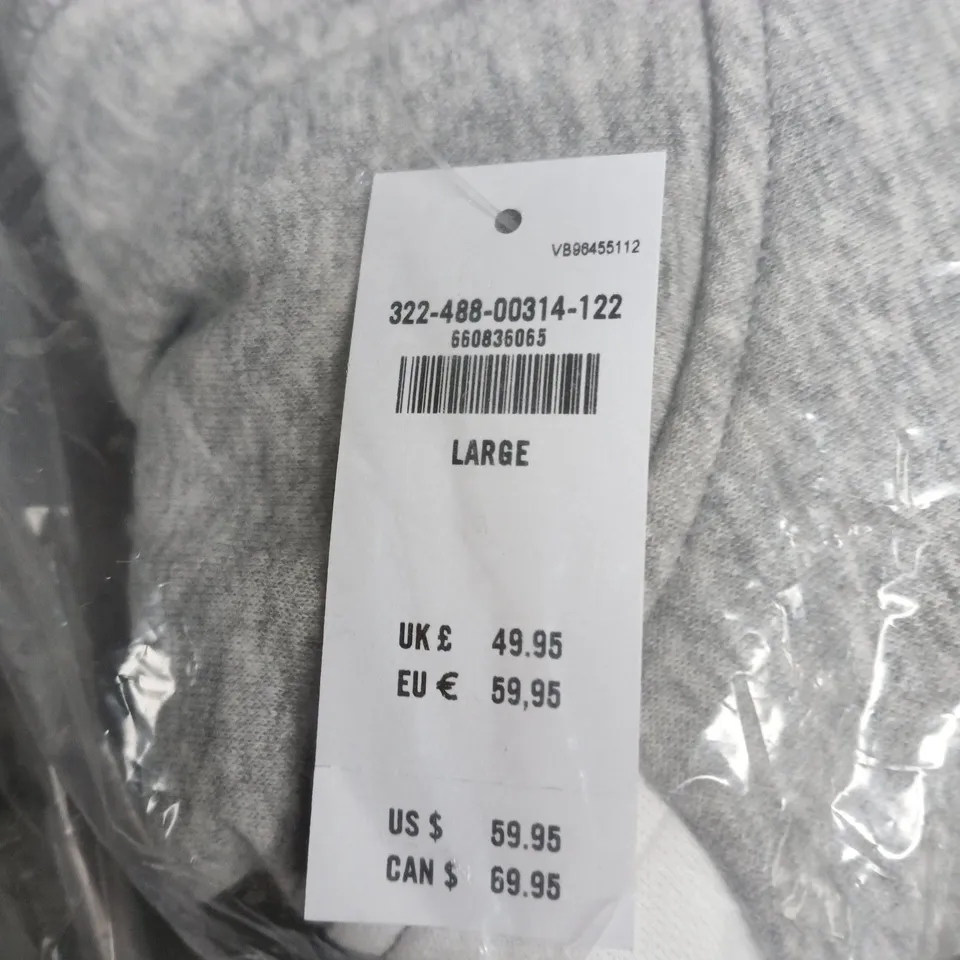 VB96455112
322-488-00314-122
660836065
LARGE
UK £ 49.95
EU € 59,95
US $ 59.95
CAN $ 69.95